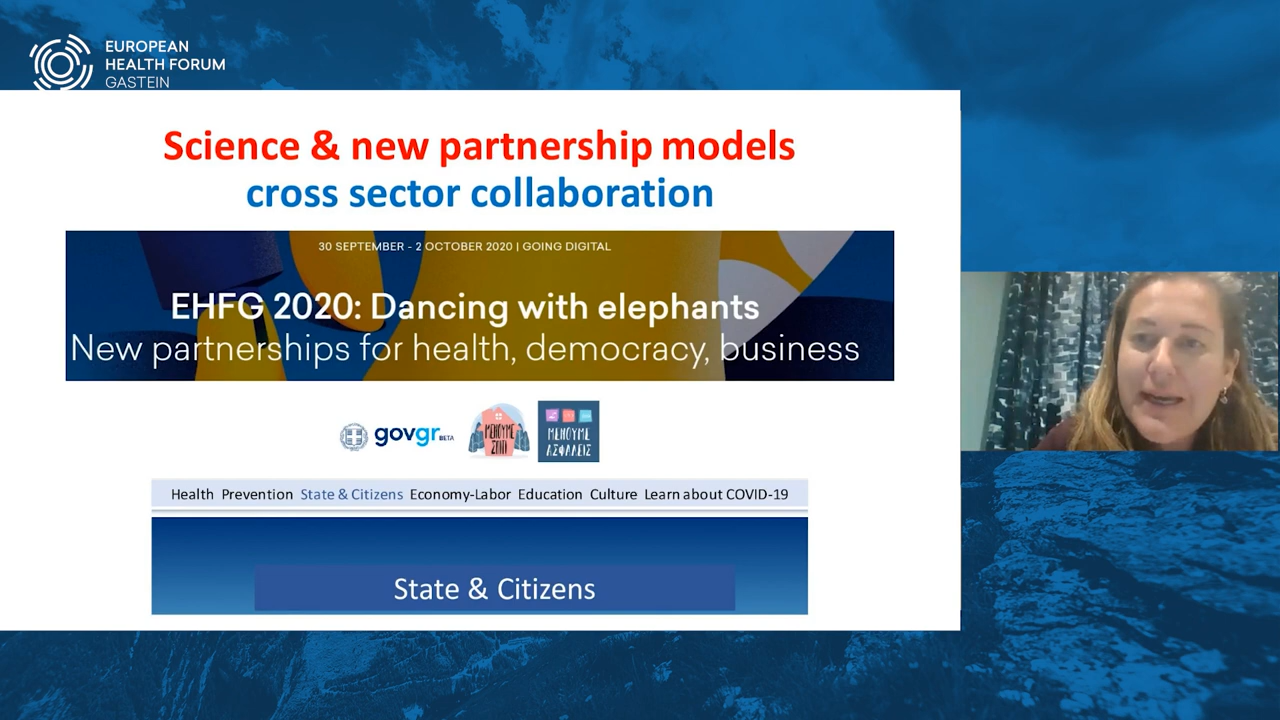 EUROPEAN
HEALTH FORUM
GASTEIN
Science & new partnership models
cross sector collaboration
30 SEPTEMBER - 2 OCTOBER 2020 | GOING DIGITAL
EHFG 2020: Dancing with elephants
New partnerships for health, democracy, business
govgr BETA
ΜΕΝΟΥΜΕ
ΣΠΙΤΙ
ΜΕΝΟΥΜΕ
ΑΣΦΑΛΕΙΣ
Health Prevention State & Citizens Economy-Labor Education Culture Learn about COVID-19
State & Citizens